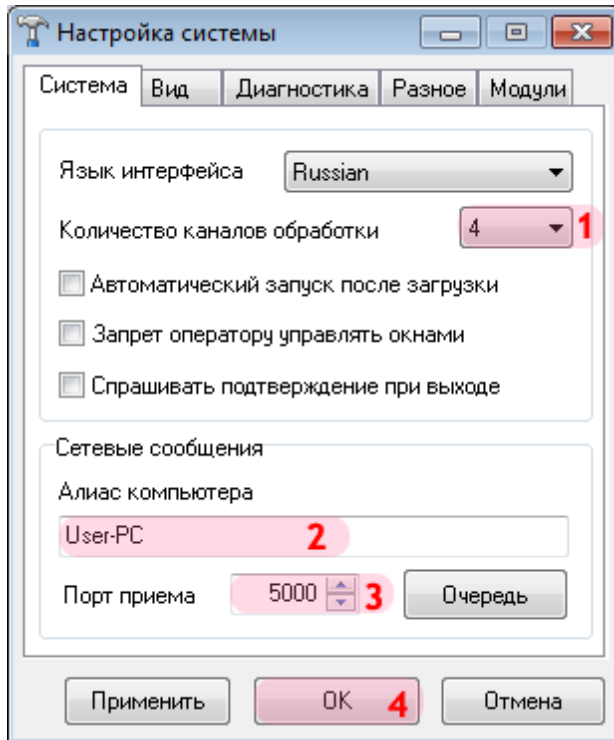 Настройка системы
Система Вид Диагностика Разное Модули
Язык интерфейса Russian
Количество каналов обработки 4 1
Автоматический запуск после загрузки
Запрет оператору управлять окнами
Спрашивать подтверждение при выходе
Сетевые сообщения
Алиас компьютера
User-PC 2
Порт приема 5000 3 Очередь
Применить OK 4 Отмена